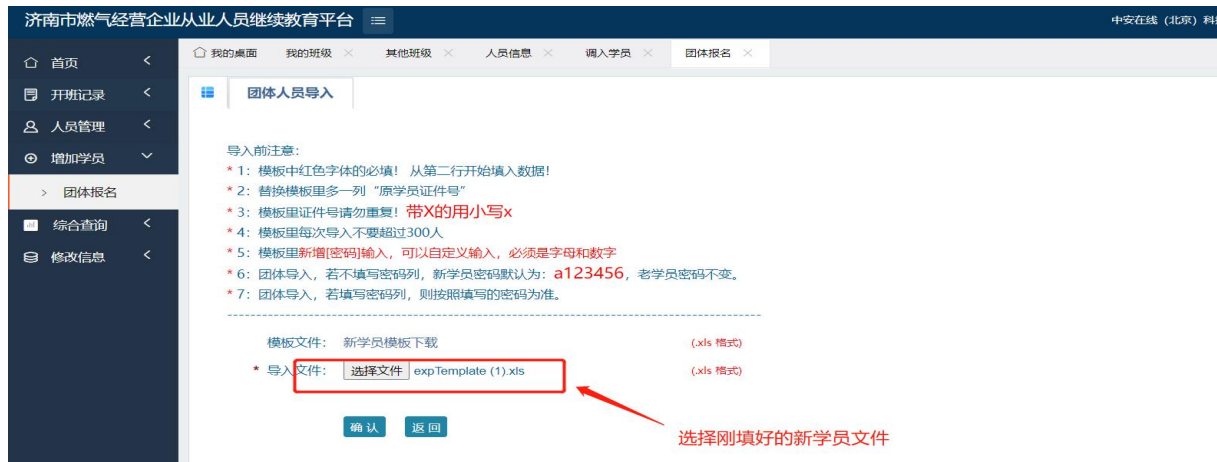 济南市燃气经营企业从业人员继续教育平台
中安在线（北京）科
首页
开班记录
人员管理
增加学员
团体报名
综合查询
修改信息
我的桌面 我的班级 其他班级 人员信息 调入学员 团体报名
团体人员导入
导入前注意：
* 1：模板中红色字体的必填！从第二行开始填入数据！
* 2：替换模板里多一列“原学员证件号”
* 3：模板里证件号请勿重复！带X的用小写x
* 4：模板里每次导入不要超过300人
* 5：模板里新增[密码]输入，可以自定义输入，必须是字母和数字
* 6：团体导入，若不填写密码列，新学员密码默认为：a123456，老学员密码不变。
* 7：团体导入，若填写密码列，则按照填写的密码为准。
模板文件： 新学员模板下载 (.xls 格式)
* 导入文件： 选择文件 expTemplate (1).xls (.xls 格式)
确 认 返 回
选择刚填好的新学员文件